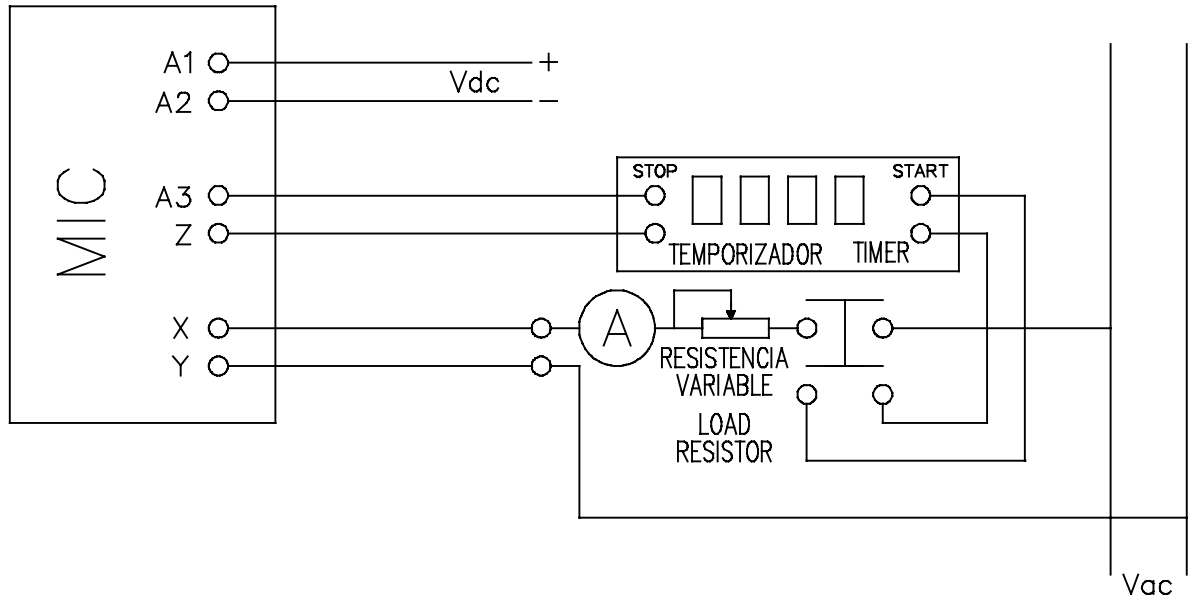 MIC
A1
+
Vdc
A2
−
STOP
START
A3
Z
TEMPORIZADOR
TIMER
X
A
Y
RESISTENCIA
VARIABLE
LOAD
RESISTOR
Vac